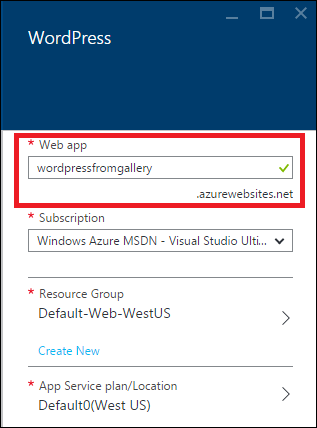 WordPress
* Web app
wordpressfromgallery
.azurewebsites.net
* Subscription
Windows Azure MSDN - Visual Studio Ulti...
* Resource Group
Default-Web-WestUS
Create New
* App Service plan/Location
Default0(West US)